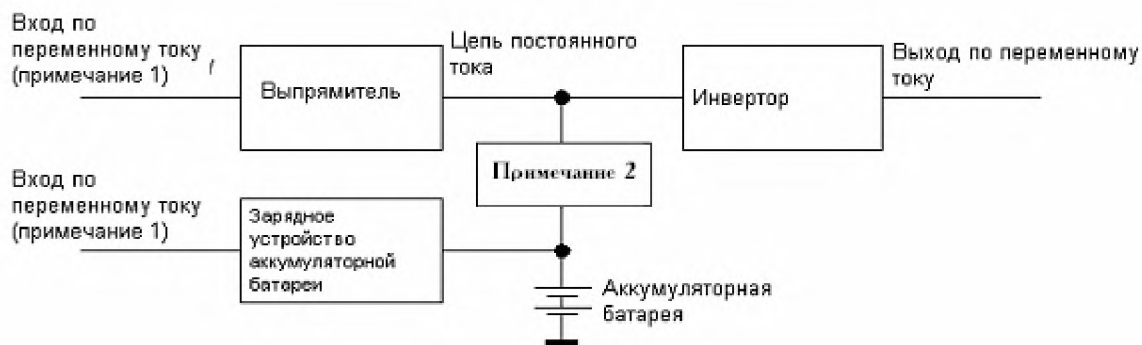 Вход по
переменному току
(примечание 1)
Выпрямитель
Цепь постоянного
тока
Инвертор
Выход по переменному
току
Примечание 2
Вход по
переменному току
(примечание 1)
Зарядное
устройство
аккумуляторной
батареи
Аккумуляторная
батарея